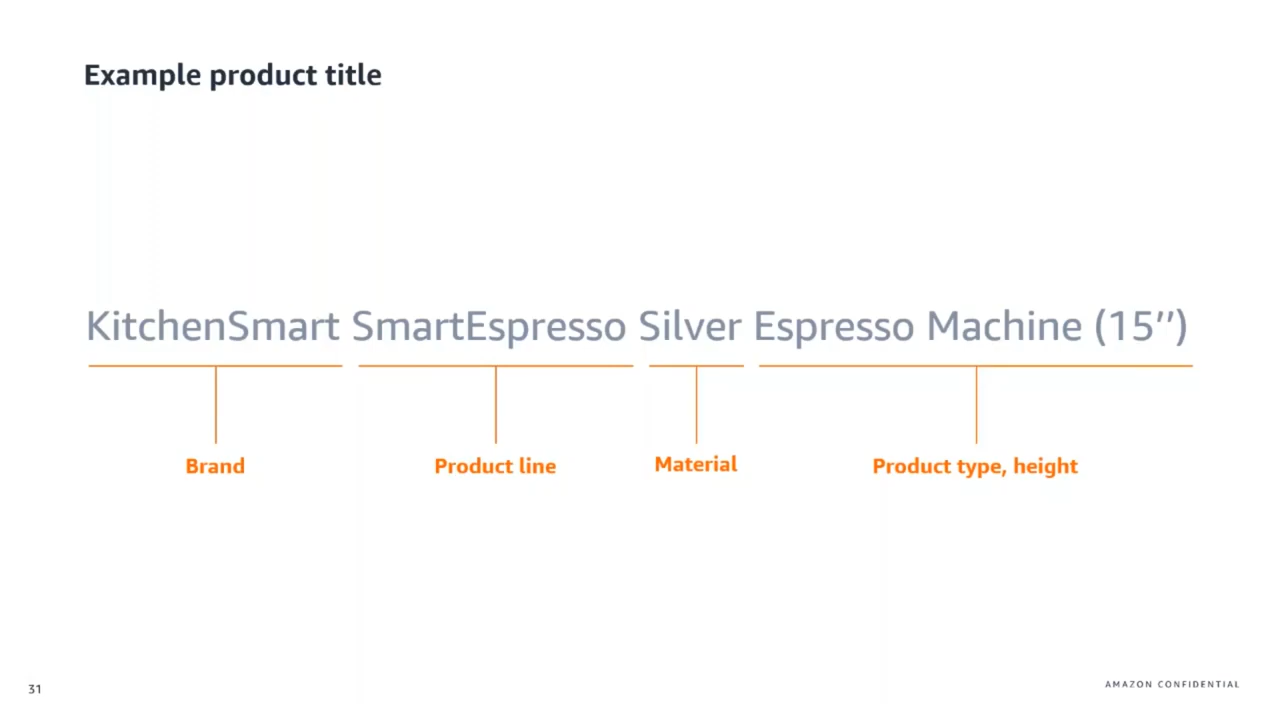 Example product title
KitchenSmart SmartEspresso Silver Espresso Machine (15’’)
Brand
Product line
Material
Product type, height
31
AMAZON CONFIDENTIAL